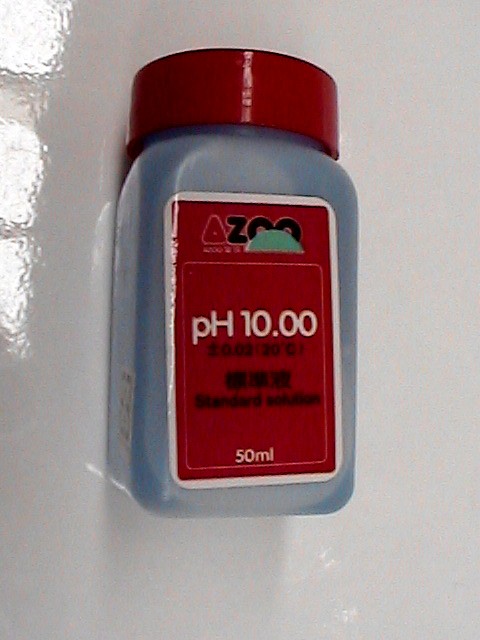 AZOO
pH 10.00
±0.02(20°C)
標準液
Standard solution
50ml